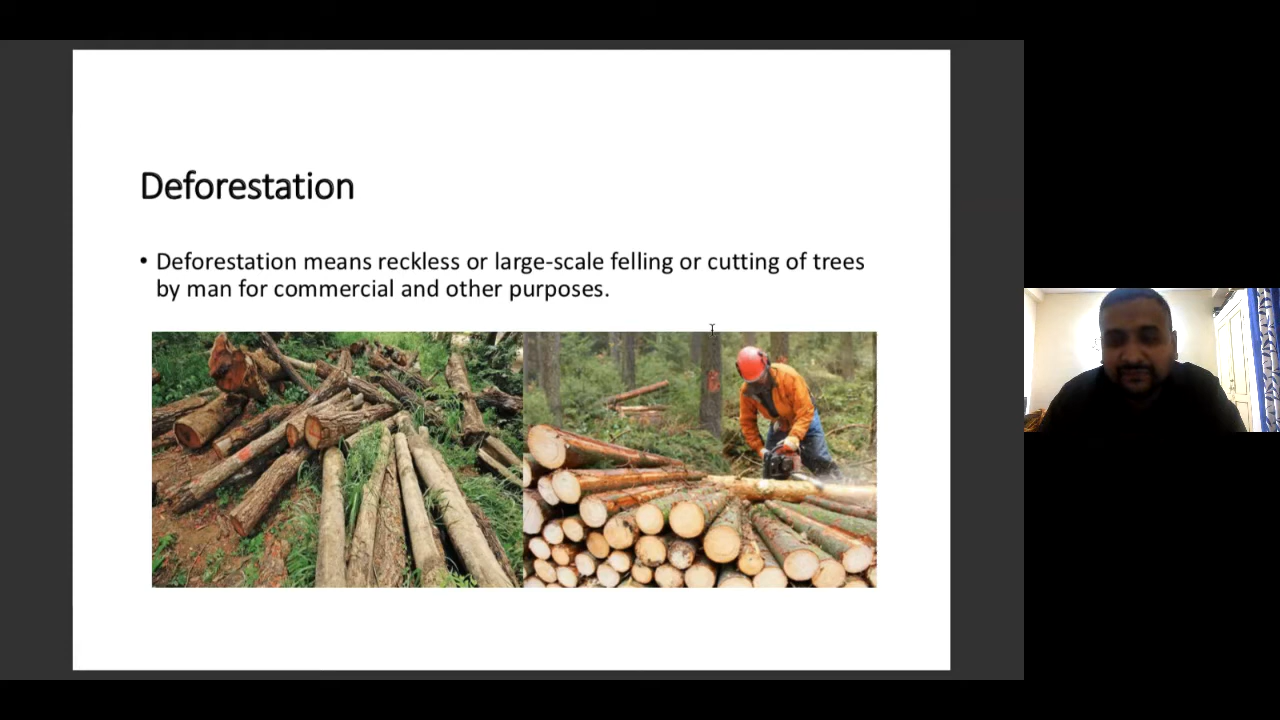 Deforestation
• Deforestation means reckless or large-scale felling or cutting of trees
by man for commercial and other purposes.